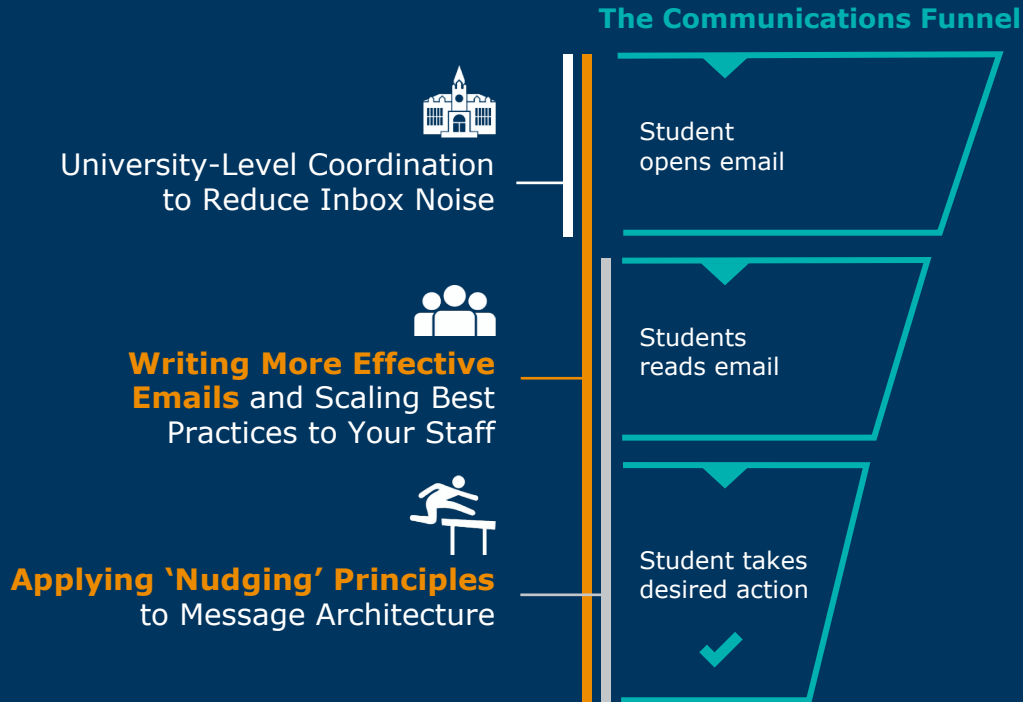 The Communications Funnel
University-Level Coordination
to Reduce Inbox Noise
Student
opens email
Writing More Effective
Emails and Scaling Best
Practices to Your Staff
Students
reads email
Applying ‘Nudging’ Principles
to Message Architecture
Student takes
desired action